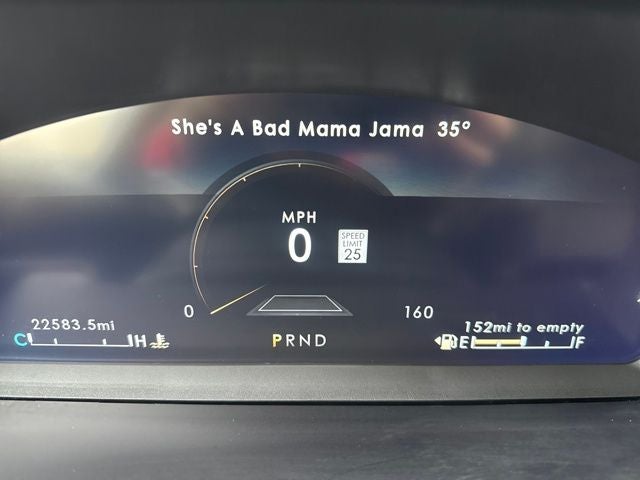 She's A Bad Mama Jama 35°
MPH
0
SPEED
LIMIT
25
0
160
22583.5mi
C H
PRND
152mi to empty
E F